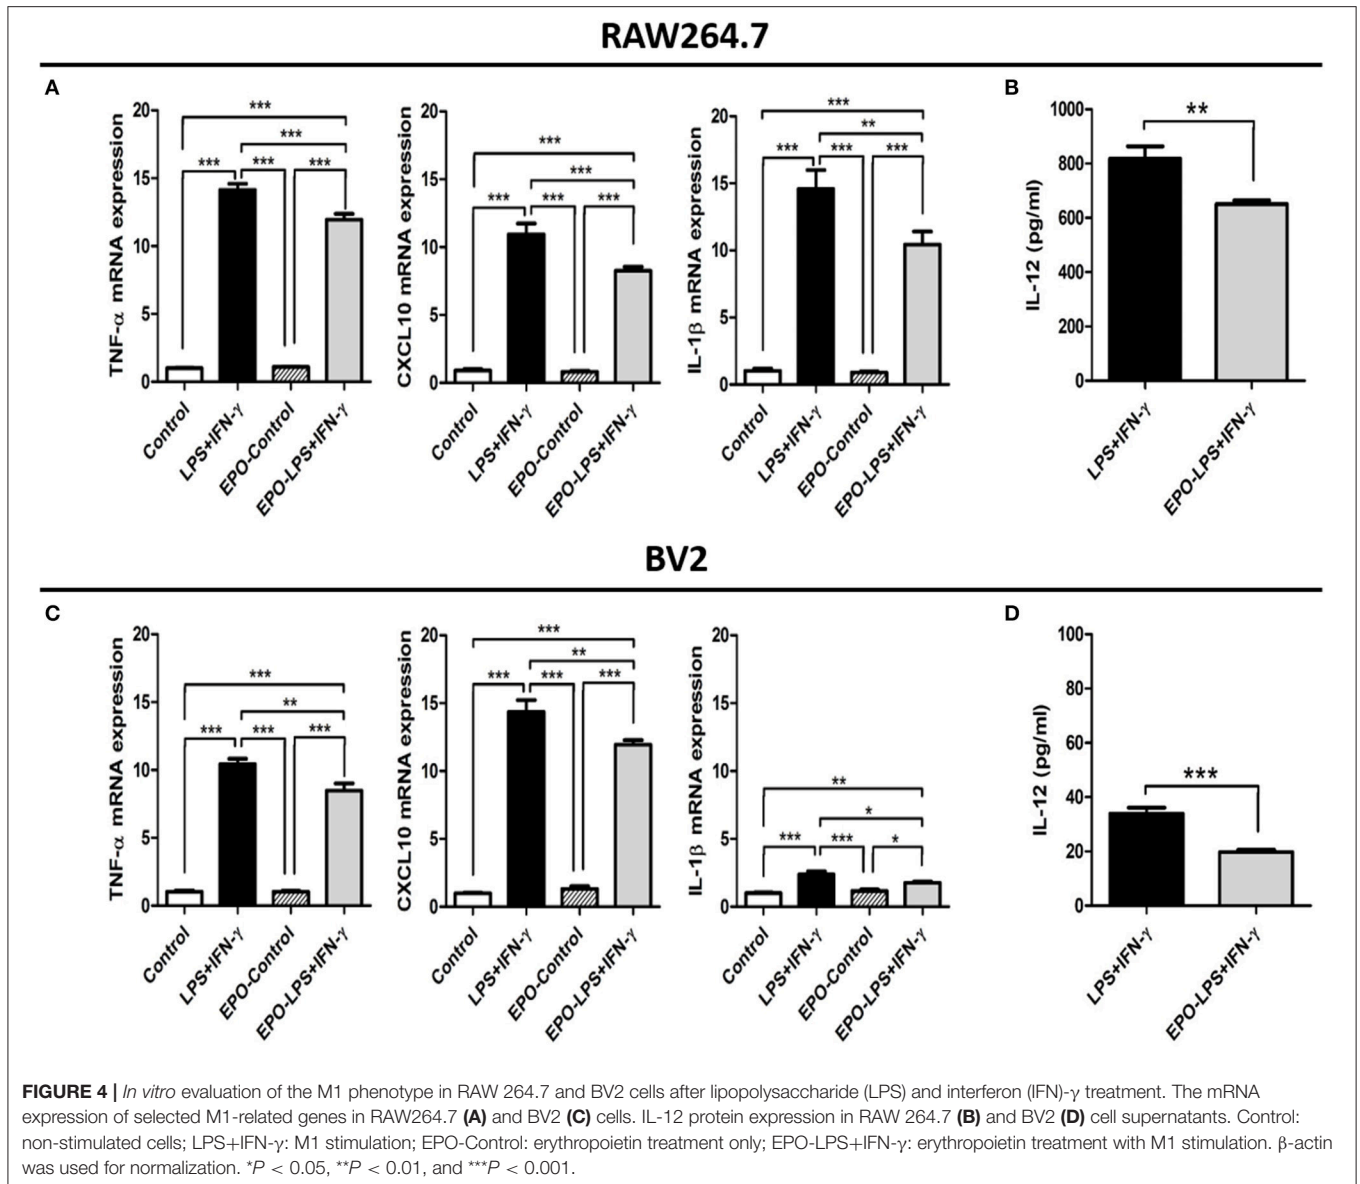 RAW264.7
A
TNF-α mRNA expression
20
15
10
5
0
***
***
***
***
***
Control
LPS+IFN-γ
EPO-Control
EPO-LPS+IFN-γ
CXCL10 mRNA expression
20
15
10
5
0
***
***
***
***
***
Control
LPS+IFN-γ
EPO-Control
EPO-LPS+IFN-γ
IL-1β mRNA expression
20
15
10
5
0
***
**
***
***
***
Control
LPS+IFN-γ
EPO-Control
EPO-LPS+IFN-γ
B
IL-12 (pg/ml)
1000
800
600
400
200
0
**
LPS+IFN-γ
EPO-LPS+IFN-γ
BV2
C
TNF-α mRNA expression
20
15
10
5
0
***
**
***
***
***
Control
LPS+IFN-γ
EPO-Control
EPO-LPS+IFN-γ
CXCL10 mRNA expression
20
15
10
5
0
***
**
***
***
***
Control
LPS+IFN-γ
EPO-Control
EPO-LPS+IFN-γ
IL-1β mRNA expression
20
15
10
5
0
**
*
***
***
*
Control
LPS+IFN-γ
EPO-Control
EPO-LPS+IFN-γ
D
IL-12 (pg/ml)
100
80
60
40
20
0
***
LPS+IFN-γ
EPO-LPS+IFN-γ
FIGURE 4 | In vitro evaluation of the M1 phenotype in RAW 264.7 and BV2 cells after lipopolysaccharide (LPS) and interferon (IFN)-γ treatment. The mRNA
expression of selected M1-related genes in RAW264.7 (A) and BV2 (C) cells. IL-12 protein expression in RAW 264.7 (B) and BV2 (D) cell supernatants. Control:
non-stimulated cells; LPS+IFN-γ: M1 stimulation; EPO-Control: erythropoietin treatment only; EPO-LPS+IFN-γ: erythropoietin treatment with M1 stimulation. β-actin
was used for normalization. *P < 0.05, **P < 0.01, and ***P < 0.001.